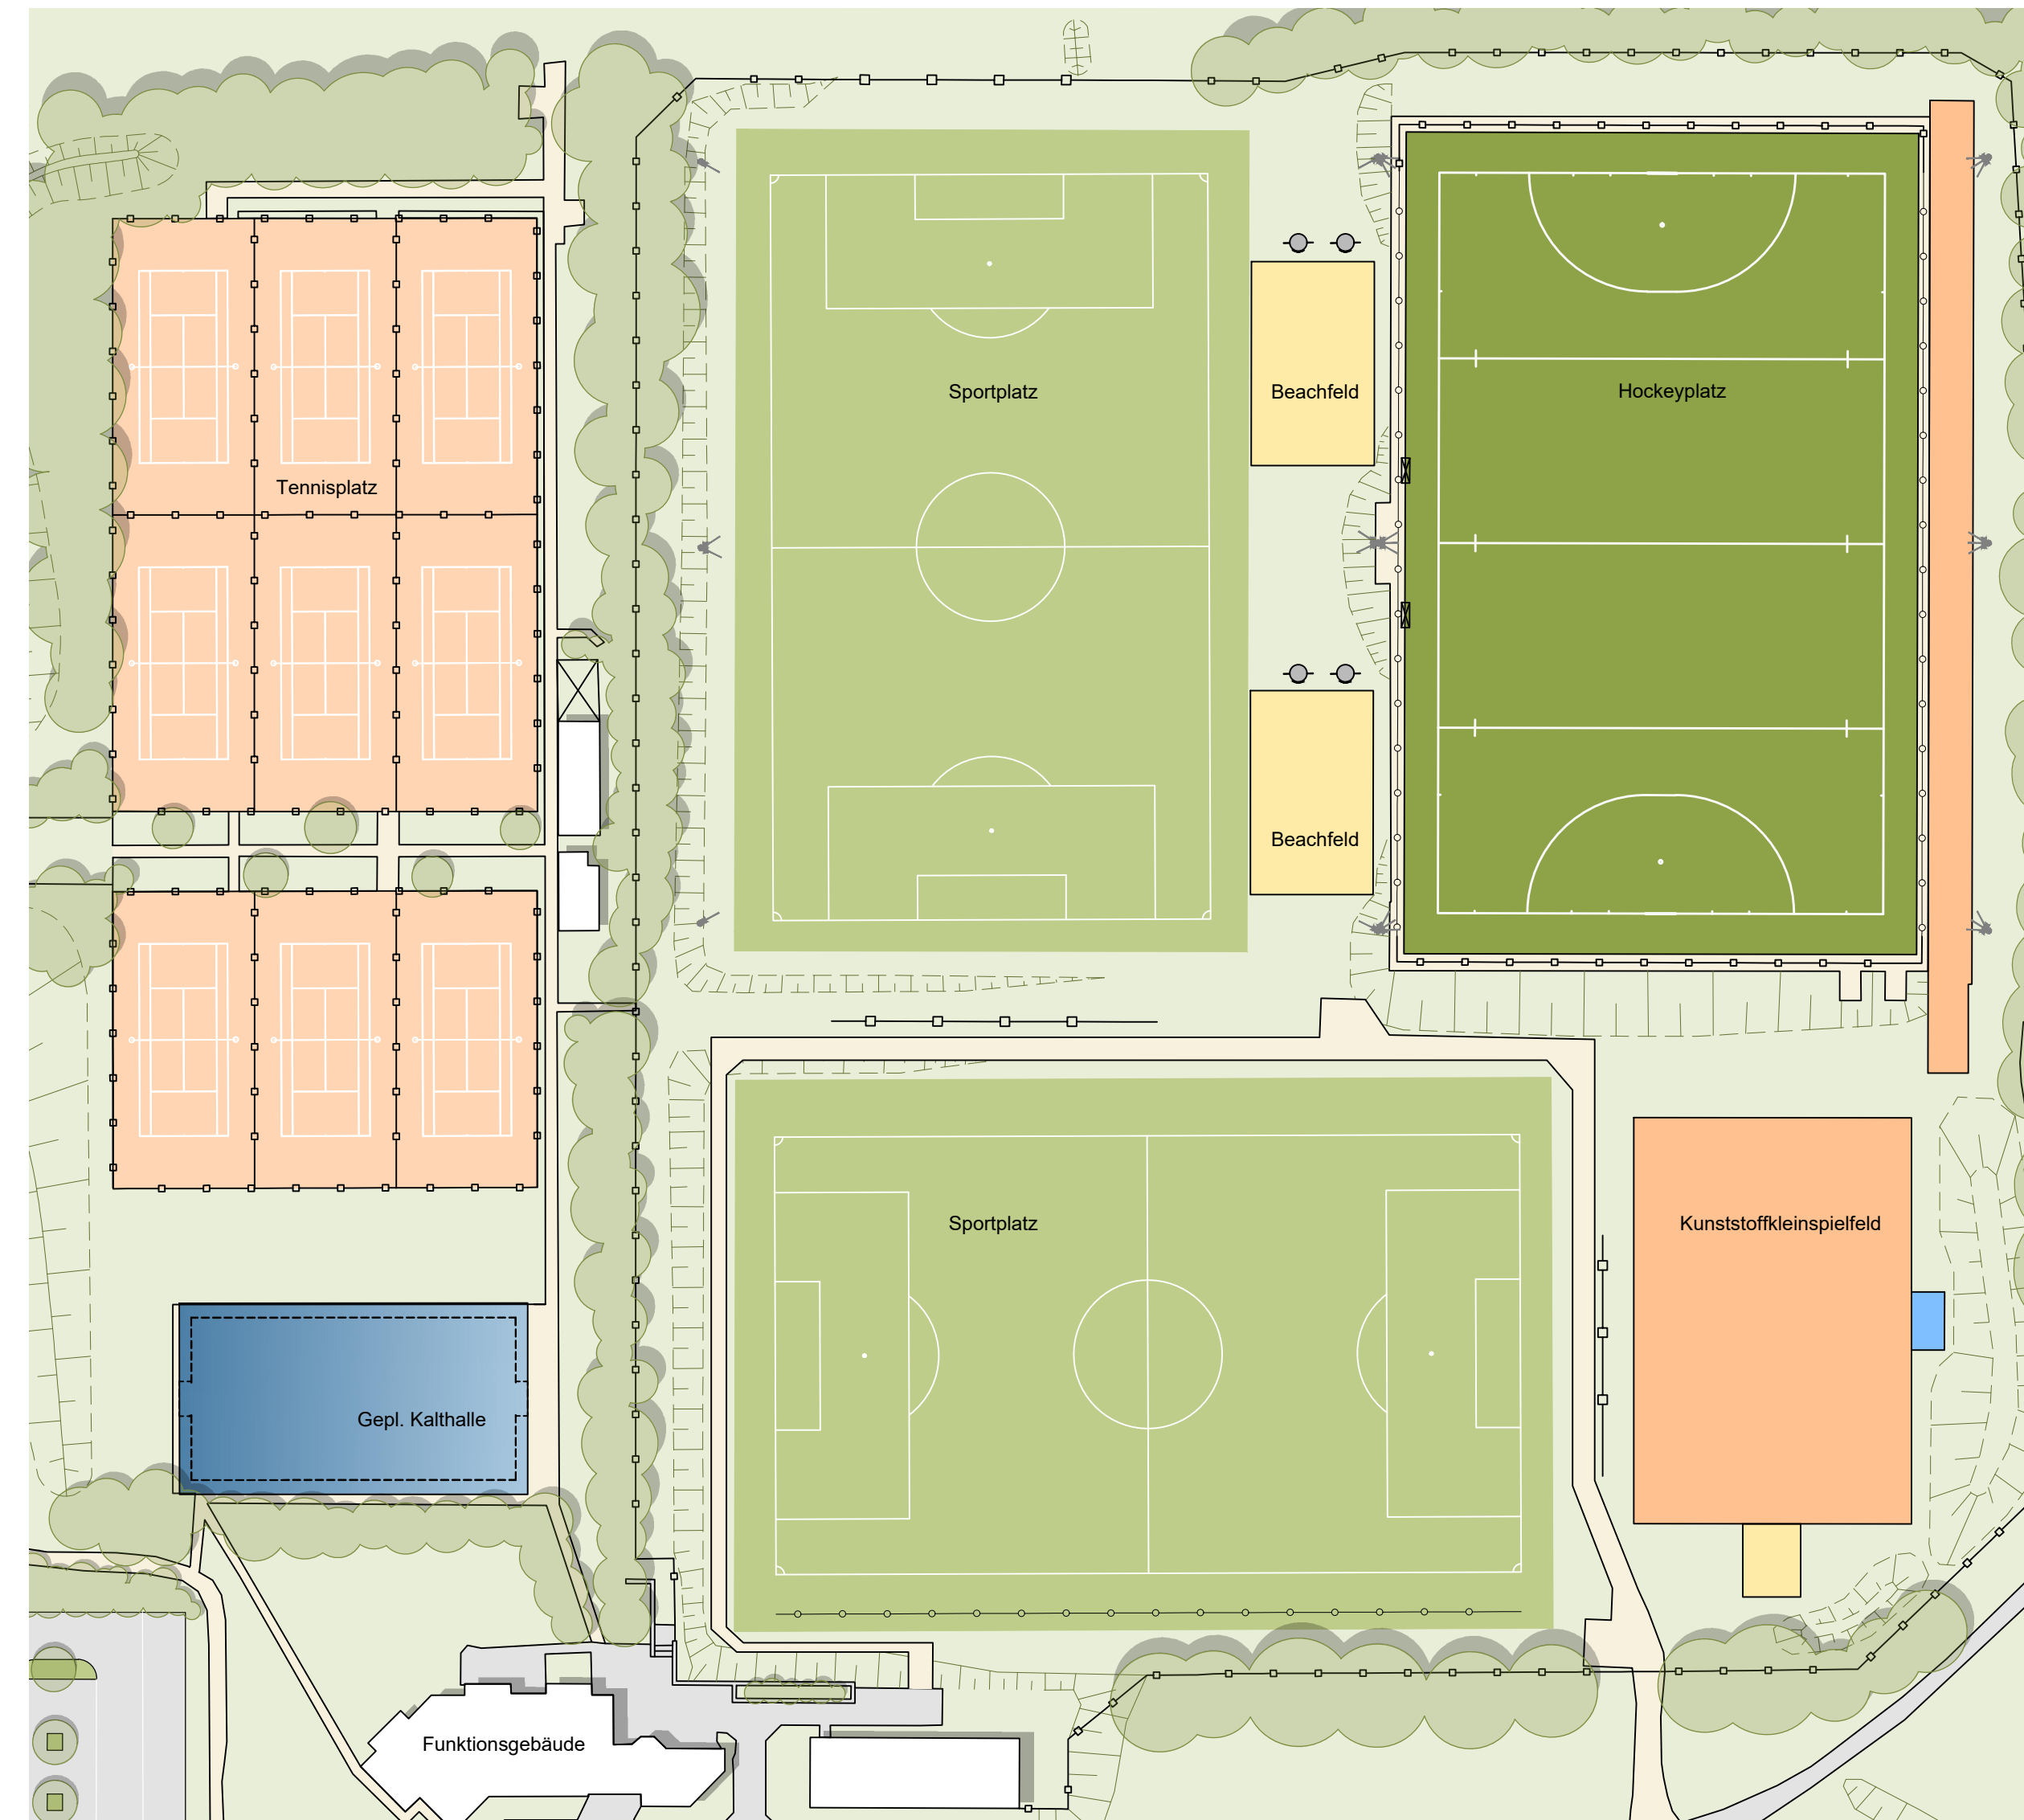 Sportplatz
Beachfeld
Hockeyplatz
Tennisplatz
Beachfeld
Sportplatz
Kunststoffkleinspielfeld
Gepl. Kalthalle
Funktionsgebäude